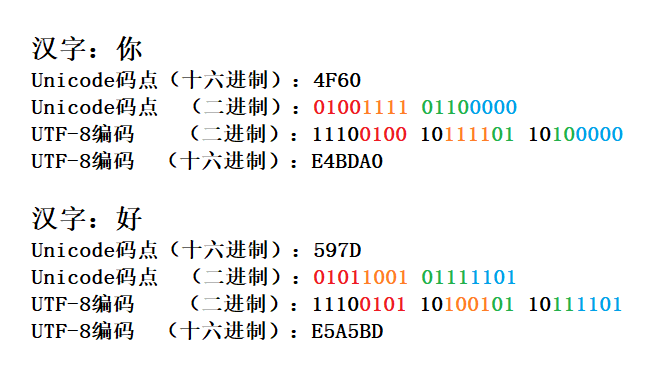 汉字：你
Unicode码点（十六进制）：4F60
Unicode码点 （二进制）：01001111 01100000
UTF-8编码 （二进制）：11100100 10111101 10100000
UTF-8编码 （十六进制）：E4BDA0
汉字：好
Unicode码点（十六进制）：597D
Unicode码点 （二进制）：01011001 01111101
UTF-8编码 （二进制）：11100101 10100101 10111101
UTF-8编码 （十六进制）：E5A5BD